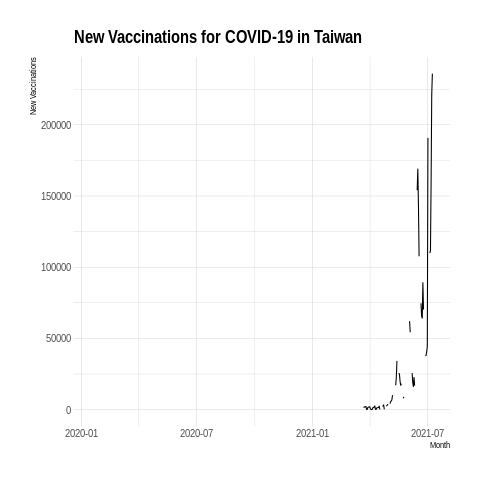 New Vaccinations for COVID-19 in Taiwan
New Vaccinations
200000
150000
100000
50000
0
2020-01 2020-07 2021-01 2021-07
Month